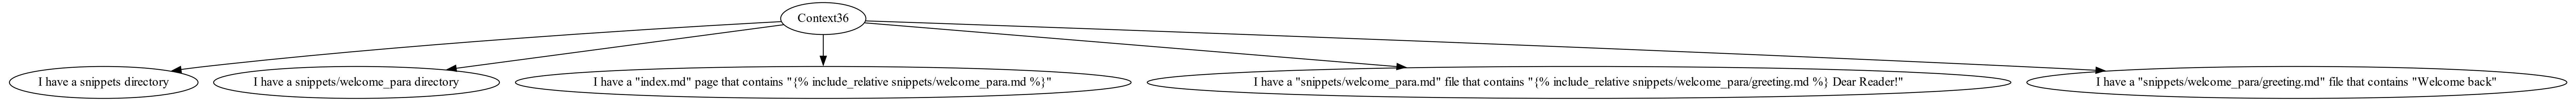 Context36
I have a snippets directory
I have a snippets/welcome_para directory
I have a "index.md" page that contains "{% include_relative snippets/welcome_para.md %}"
I have a "snippets/welcome_para.md" file that contains "{% include_relative snippets/welcome_para/greeting.md %} Dear Reader!"
I have a "snippets/welcome_para/greeting.md" file that contains "Welcome back"